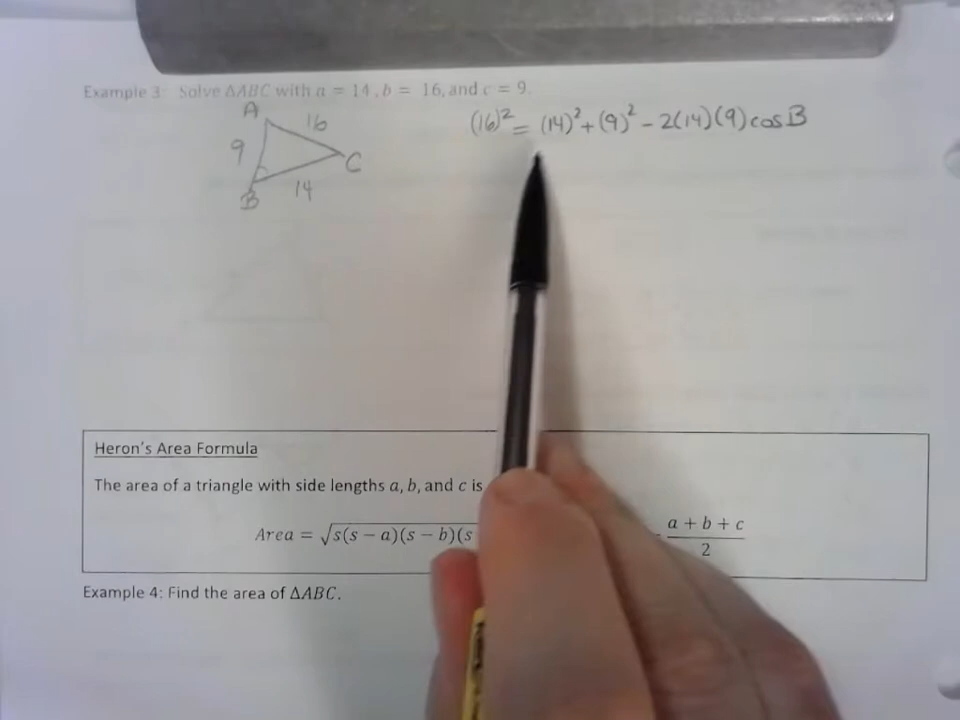 Example 3: Solve ΔABC with a = 14, b = 16, and c = 9.
A
16
9
C
14
B
(16)² = (14)² + (9)² − 2(14)(9) cos B
Heron's Area Formula
The area of a triangle with side lengths a, b, and c is
Area = √s(s − a)(s − b)(s
a + b + c
2
Example 4: Find the area of ΔABC.